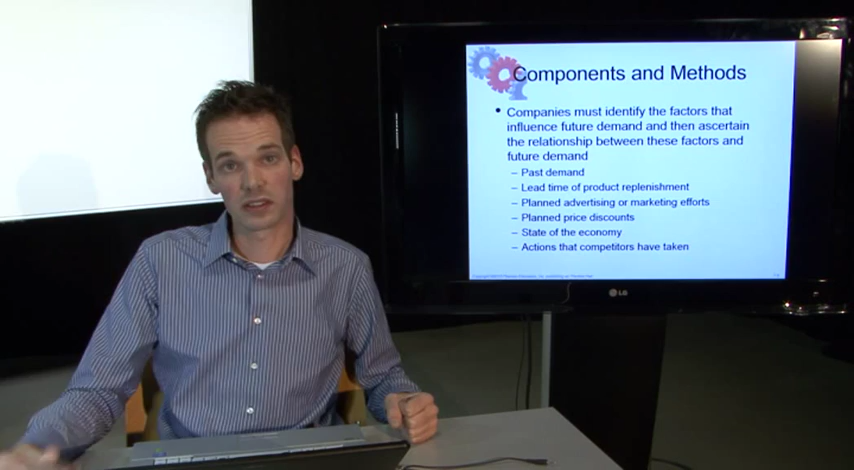 Components and Methods
• Companies must identify the factors that
influence future demand and then ascertain
the relationship between these factors and
future demand
– Past demand
– Lead time of product replenishment
– Planned advertising or marketing efforts
– Planned price discounts
– State of the economy
– Actions that competitors have taken
LG